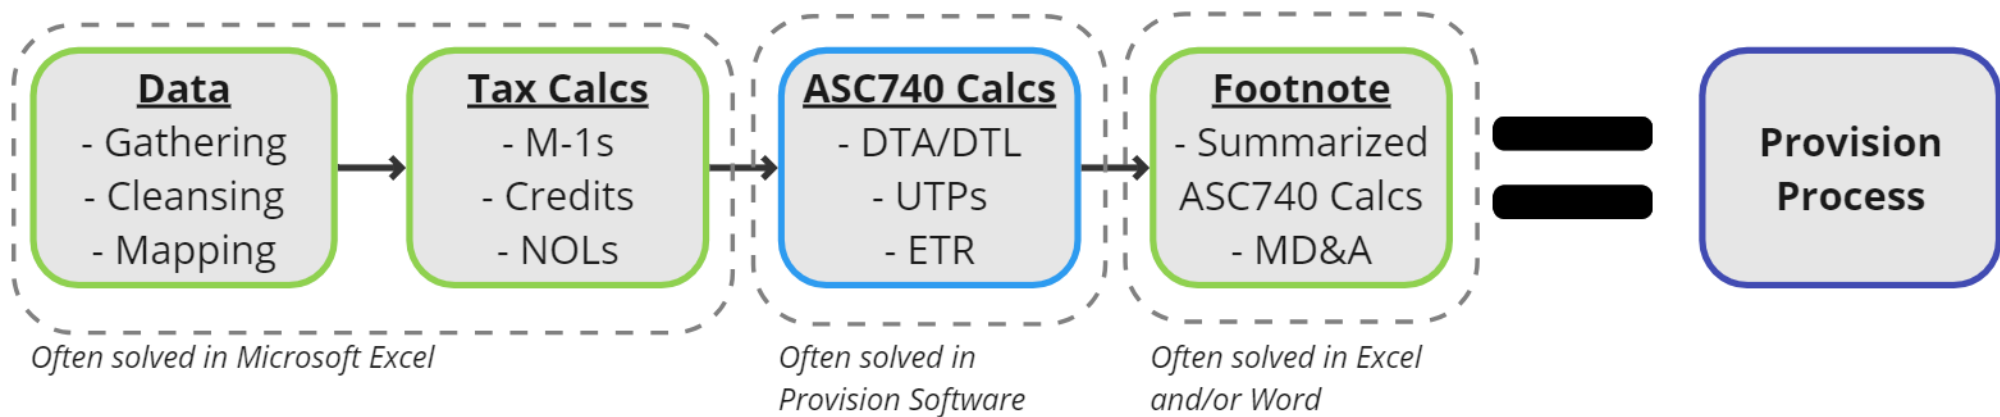 Data
- Gathering
- Cleansing
- Mapping
Tax Calcs
- M-1s
- Credits
- NOLs
ASC740 Calcs
- DTA/DTL
- UTPs
- ETR
Footnote
- Summarized
ASC740 Calcs
- MD&A
Provision
Process
Often solved in Microsoft Excel
Often solved in
Provision Software
Often solved in Excel
and/or Word